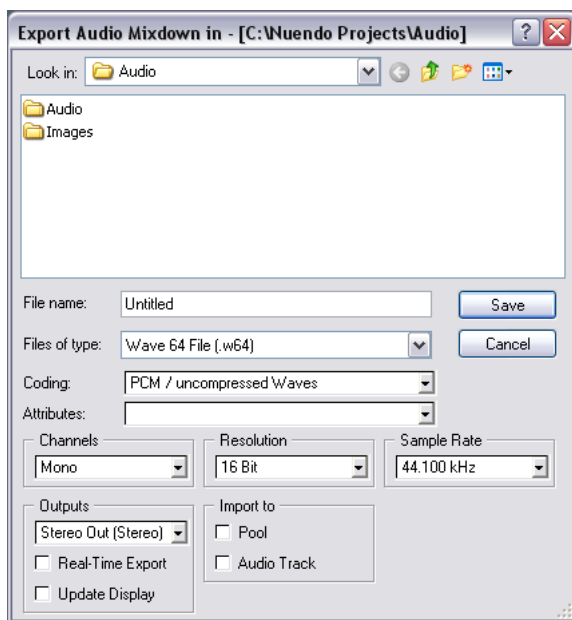 Export Audio Mixdown in - [C:\Nuendo Projects\Audio]
Look in: Audio
Audio
Images
File name: Untitled Save
Files of type: Wave 64 File (.w64) Cancel
Coding: PCM / uncompressed Waves
Attributes:
Channels Resolution Sample Rate
Mono 16 Bit 44.100 kHz
Outputs Import to
Stereo Out (Stereo) Pool
Real-Time Export Audio Track
Update Display